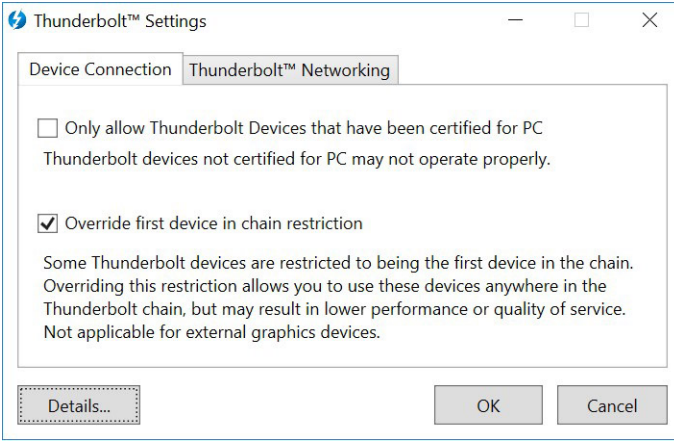 Thunderbolt™ Settings
Device Connection
Thunderbolt™ Networking
Only allow Thunderbolt Devices that have been certified for PC
Thunderbolt devices not certified for PC may not operate properly.
Override first device in chain restriction
Some Thunderbolt devices are restricted to being the first device in the chain.
Overriding this restriction allows you to use these devices anywhere in the
Thunderbolt chain, but may result in lower performance or quality of service.
Not applicable for external graphics devices.
Details...
OK
Cancel